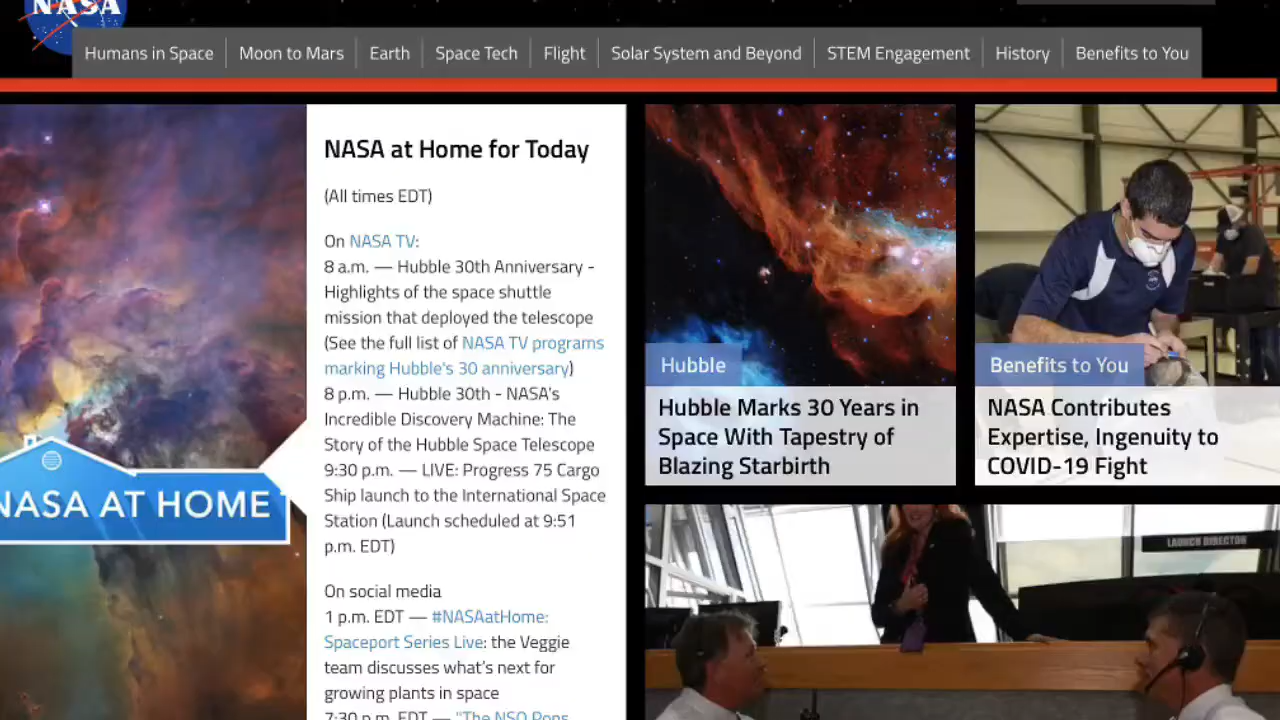 NASA
Humans in Space
Moon to Mars
Earth
Space Tech
Flight
Solar System and Beyond
STEM Engagement
History
Benefits to You
NASA AT HOME
NASA at Home for Today
(All times EDT)
On NASA TV:
8 a.m. — Hubble 30th Anniversary -
Highlights of the space shuttle
mission that deployed the telescope
(See the full list of NASA TV programs
marking Hubble's 30 anniversary)
8 p.m. — Hubble 30th - NASA's
Incredible Discovery Machine: The
Story of the Hubble Space Telescope
9:30 p.m. — LIVE: Progress 75 Cargo
Ship launch to the International Space
Station (Launch scheduled at 9:51
p.m. EDT)
On social media
1 p.m. EDT — #NASAatHome:
Spaceport Series Live: the Veggie
team discusses what's next for
growing plants in space
7:30 p.m. EDT — "The NSO Pops
Hubble
Hubble Marks 30 Years in
Space With Tapestry of
Blazing Starbirth
Benefits to You
NASA Contributes
Expertise, Ingenuity to
COVID-19 Fight
LAUNCH DIRECTOR